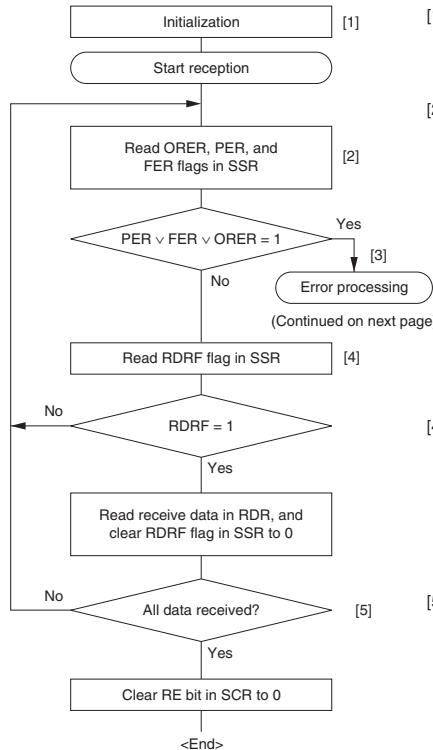 Initialization
[1]
[
Start reception
[2
Read ORER, PER, and
FER flags in SSR
[2]
PER ∨ FER ∨ ORER = 1
Yes
[3]
No
Error processing
(Continued on next page
Read RDRF flag in SSR
[4]
No
RDRF = 1
[4
Yes
Read receive data in RDR, and
clear RDRF flag in SSR to 0
No
All data received?
[5]
[5
Yes
Clear RE bit in SCR to 0
<End>